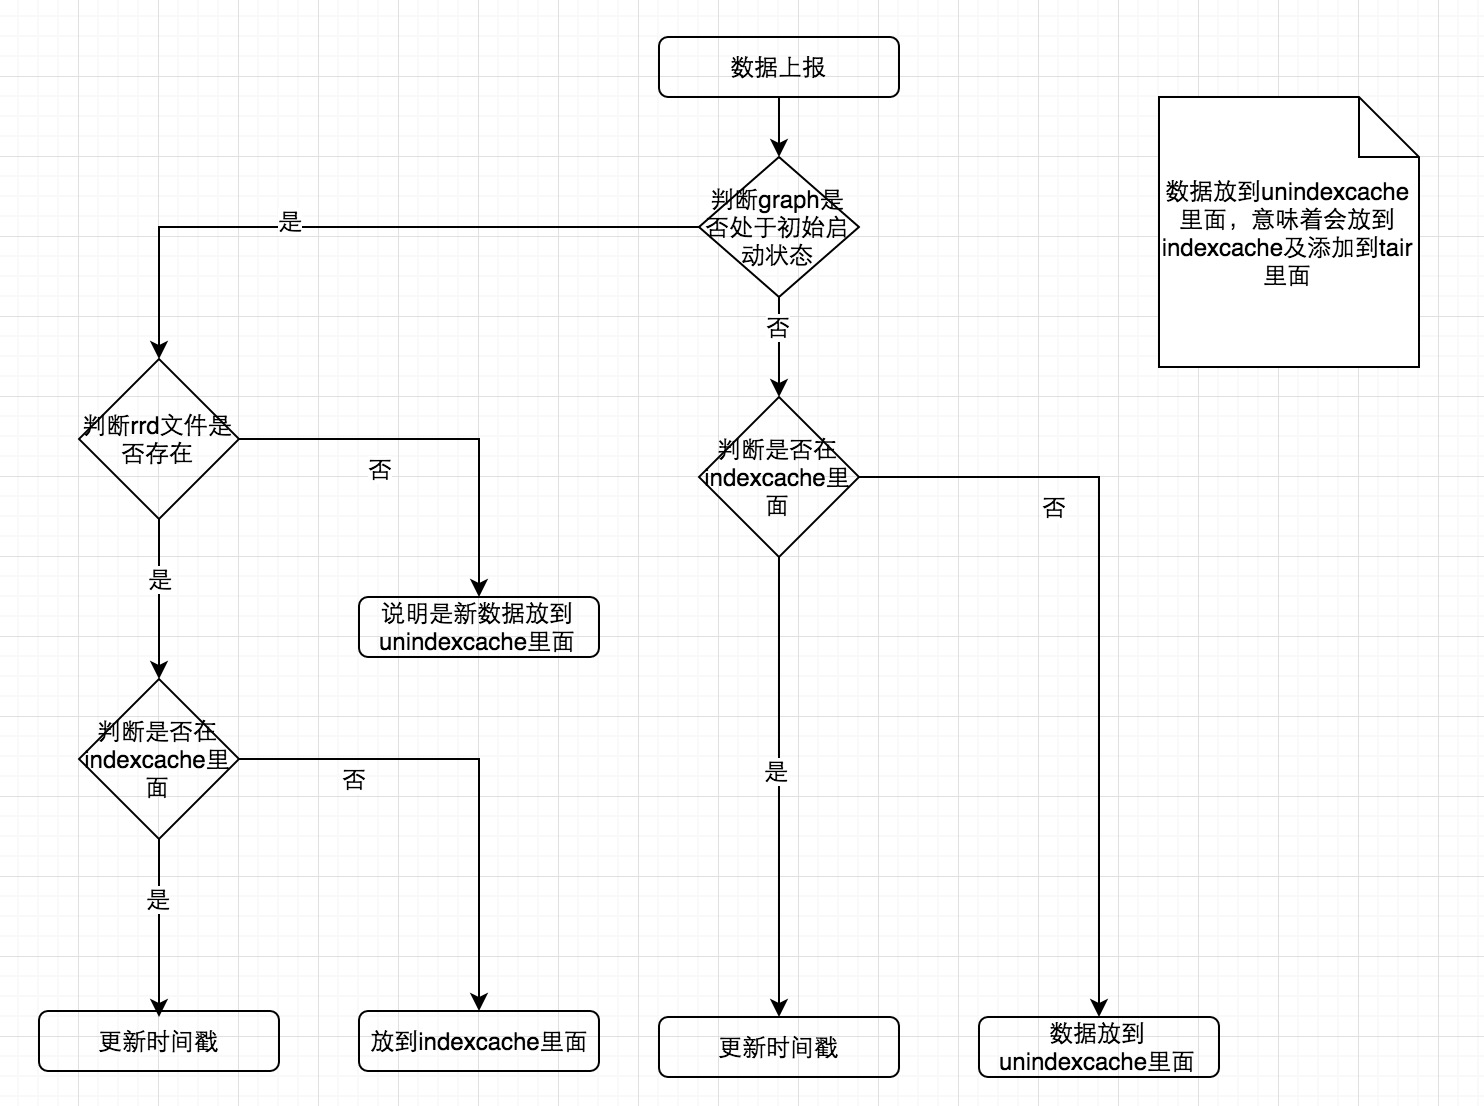 数据上报
判断graph是
否处于初始启
动状态
数据放到unindexcache
里面，意味着会放到
indexcache及添加到tair
里面
是
否
判断rrd文件是
否存在
否
判断是否在
indexcache里
面
否
是
说明是新数据放到
unindexcache里面
判断是否在
indexcache里
面
否
是
是
更新时间戳
放到indexcache里面
更新时间戳
数据放到
unindexcache里面